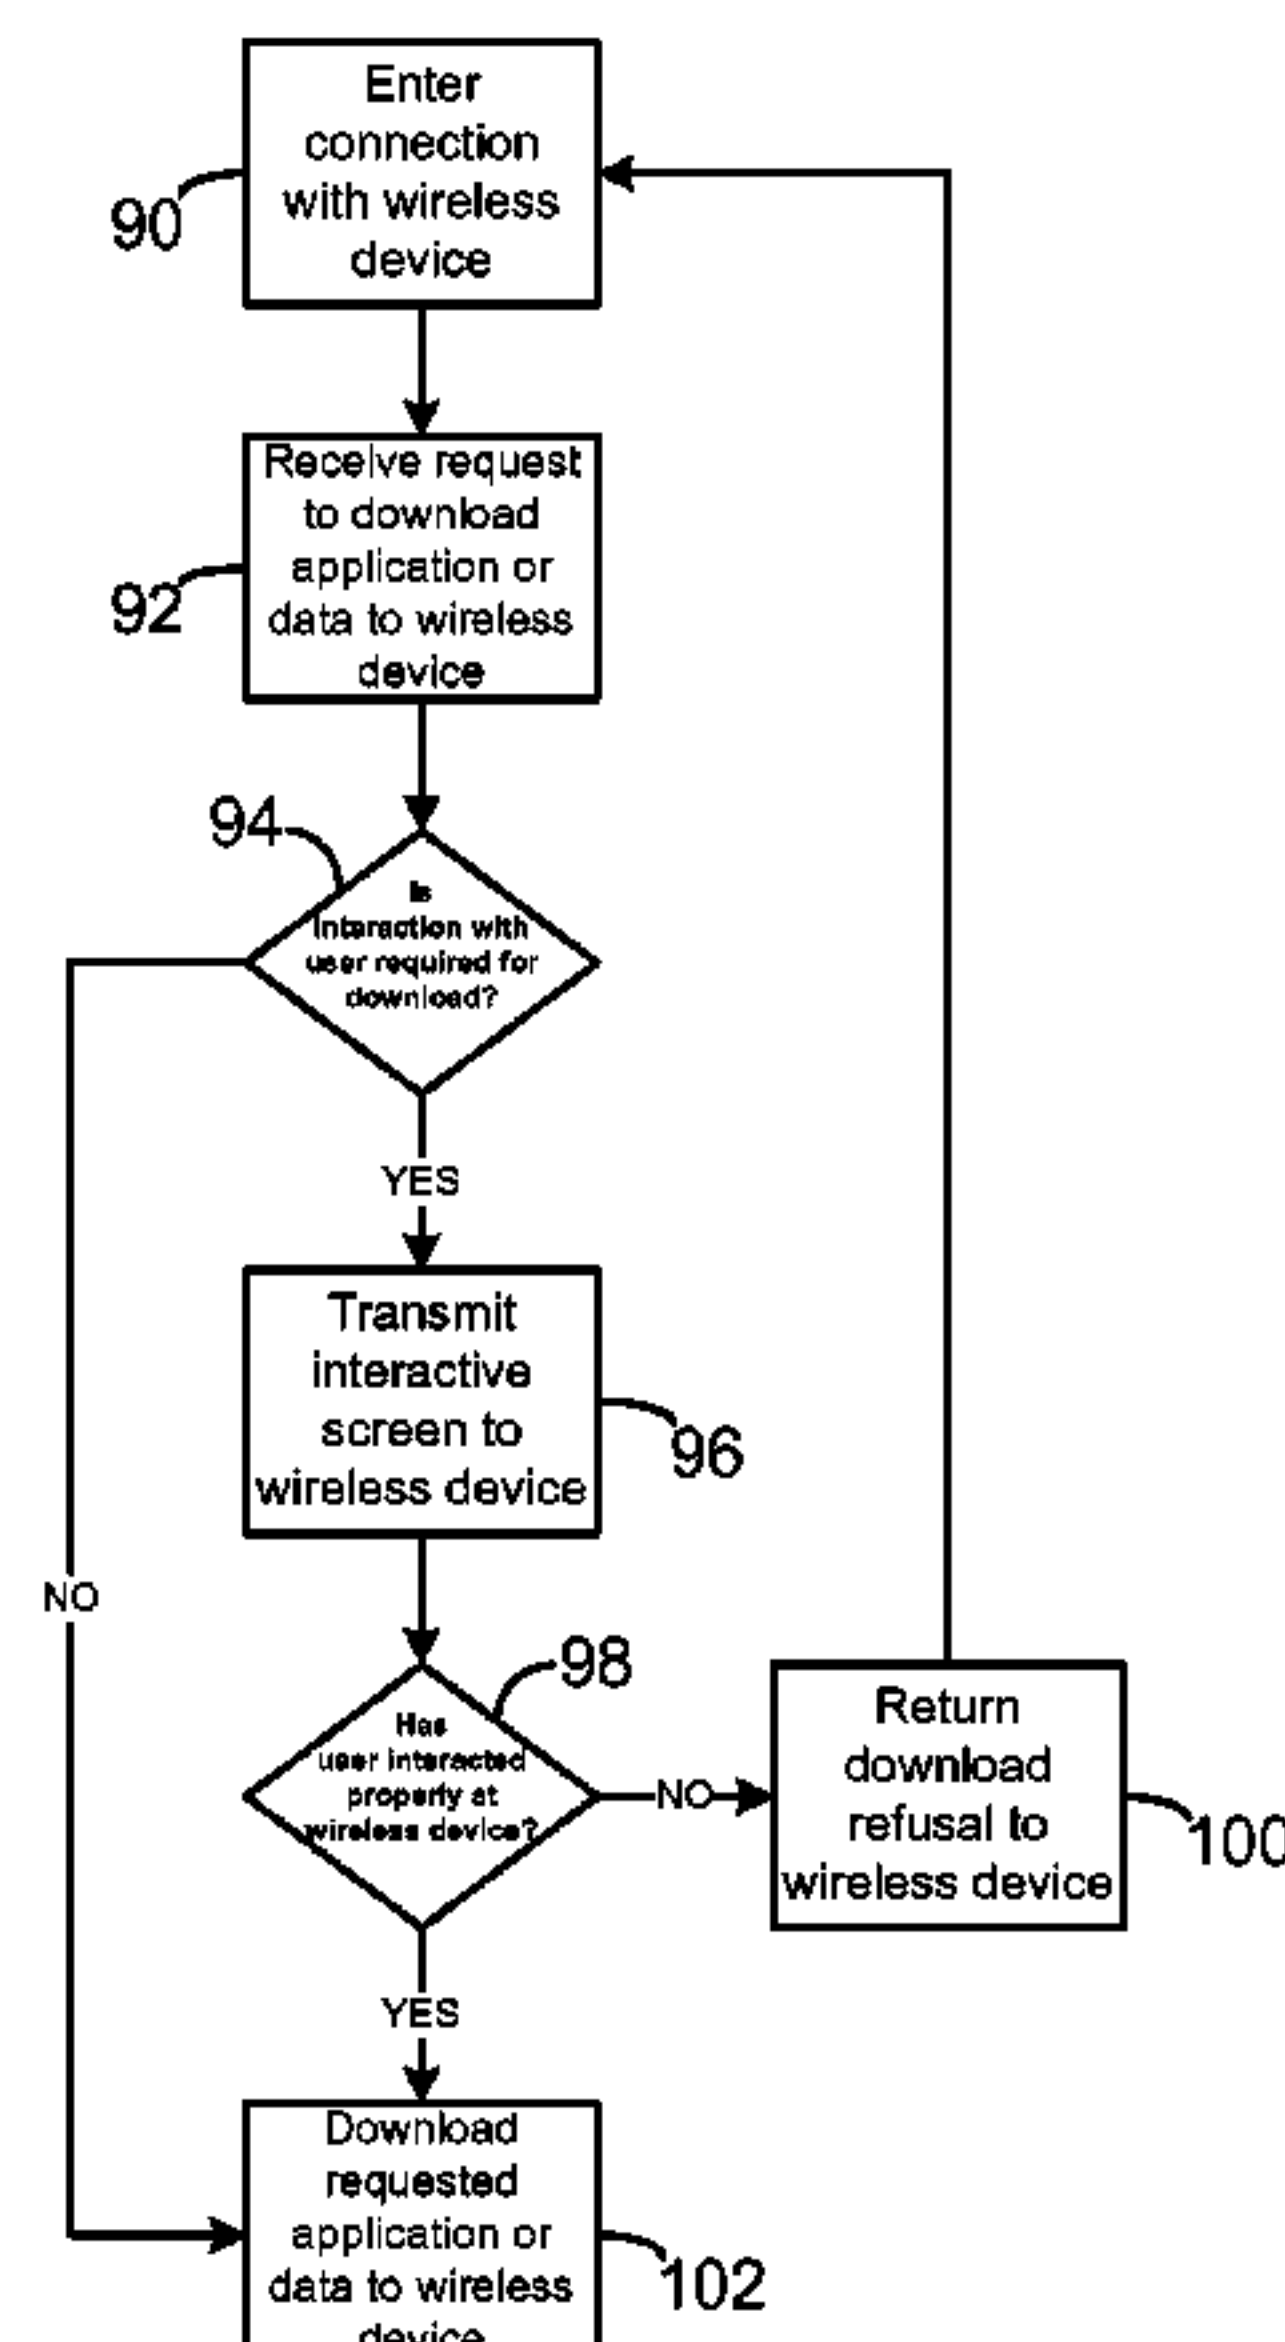 Enter
connection
with wireless
device
90
Receive request
to download
application or
data to wireless
device
92
94
Is
interaction with
user required for
download?
YES
Transmit
interactive
screen to
wireless device
96
NO
98
Has
user interacted
properly at
wireless device?
NO
Return
download
refusal to
wireless device
100
YES
Download
requested
application or
data to wireless
device
102